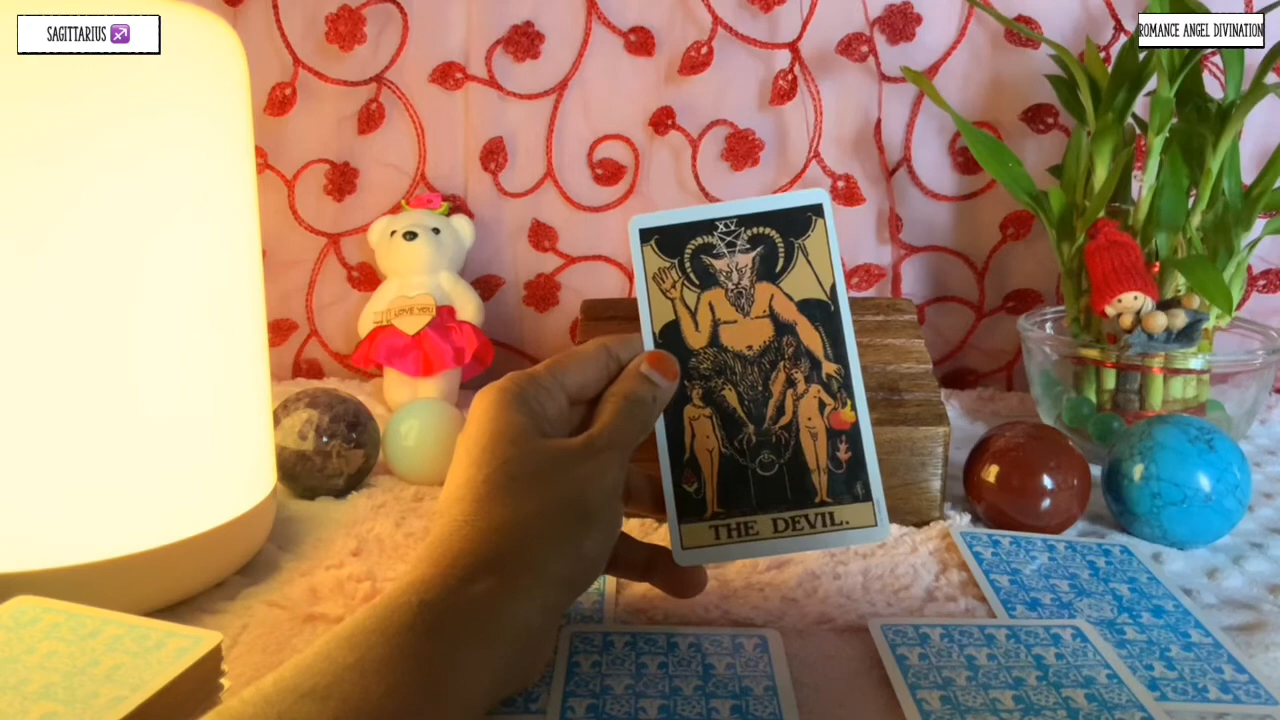 SAGITTARIUS ♐
ROMANCE ANGEL DIVINATION
I LOVE YOU
XV
THE DEVIL.